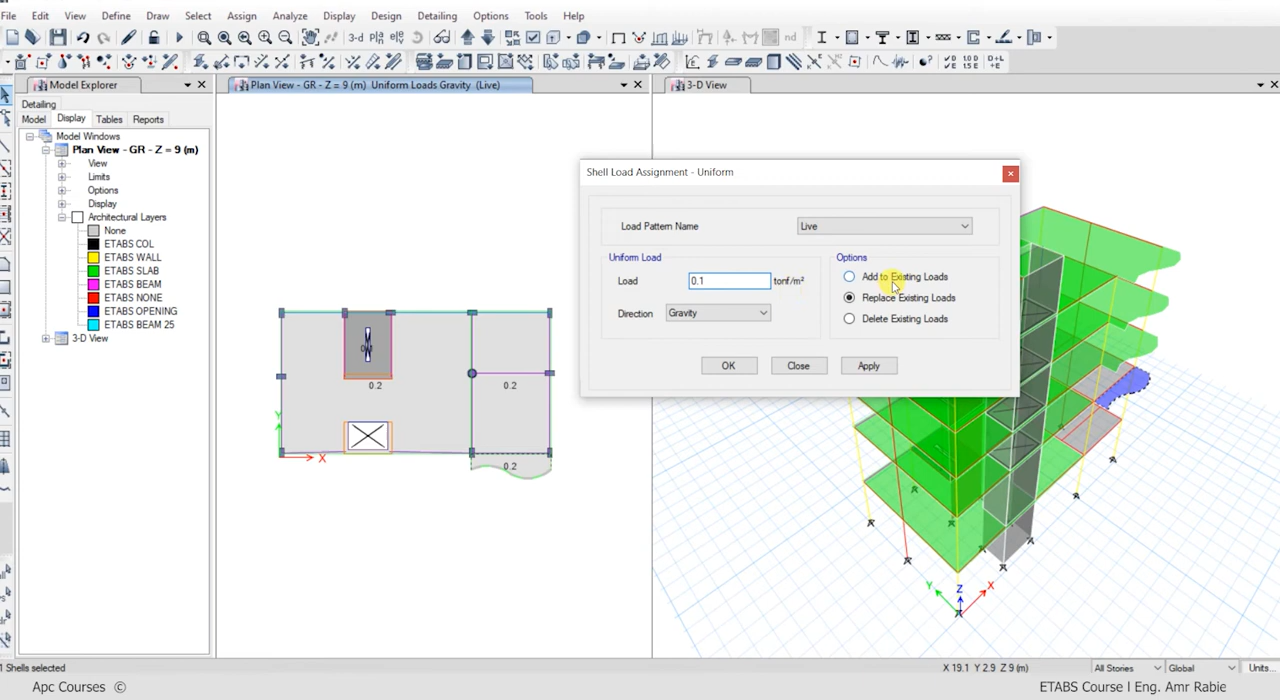 File Edit View Define Draw Select Assign Analyze Display Design Detailing Options Tools Help
3-d
nd
Model Explorer
Plan View - GR - Z = 9 (m) Uniform Loads Gravity (Live)
3-D View
Detailing
Model Display Tables Reports
Model Windows
Plan View - GR - Z = 9 (m)
View
Limits
Options
Display
Architectural Layers
None
ETABS COL
ETABS WALL
ETABS SLAB
ETABS BEAM
ETABS NONE
ETABS OPENING
ETABS BEAM 25
3-D View
Shell Load Assignment - Uniform
Load Pattern Name
Live
Uniform Load
Load
0.1
tonf/m²
Direction
Gravity
Options
Add to Existing Loads
Replace Existing Loads
Delete Existing Loads
OK
Close
Apply
0.2
0.2
0.2
Y
X
Y
Z
X
1 Shells selected
X 19.1 Y 2.9 Z 9 (m)
All Stories
Global
Units...
Apc Courses ©
ETABS Course I Eng. Amr Rabie